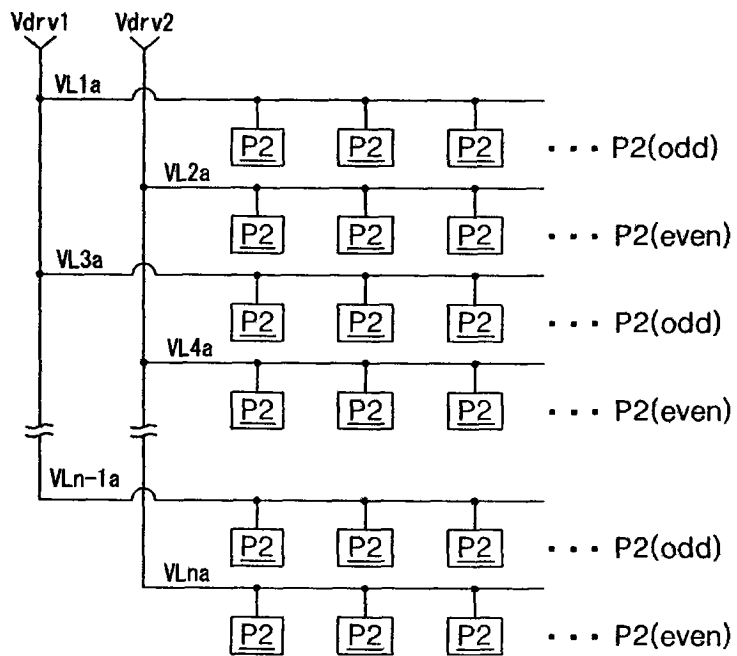 Vdrv1 Vdrv2
VL1a
P2 P2 P2 ··· P2(odd)
VL2a
P2 P2 P2 ··· P2(even)
VL3a
P2 P2 P2 ··· P2(odd)
VL4a
P2 P2 P2 ··· P2(even)
VLn-1a
P2 P2 P2 ··· P2(odd)
VLna
P2 P2 P2 ··· P2(even)